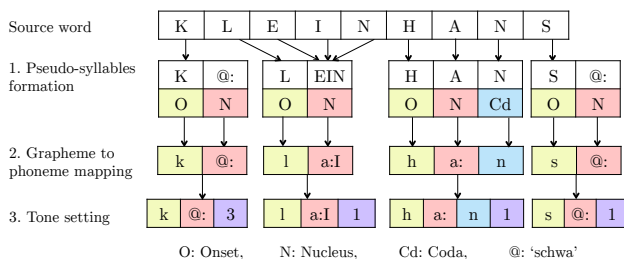 Source word K L E I N H A N S
1. Pseudo-syllables formation K @: L EIN H A N S @:
O N O N O N Cd O N
2. Grapheme to phoneme mapping k @: l a:I h a: n s @:
3. Tone setting k @: 3 l a:I 1 h a: n 1 s @: 1
O: Onset, N: Nucleus, Cd: Coda, @: ‘schwa’